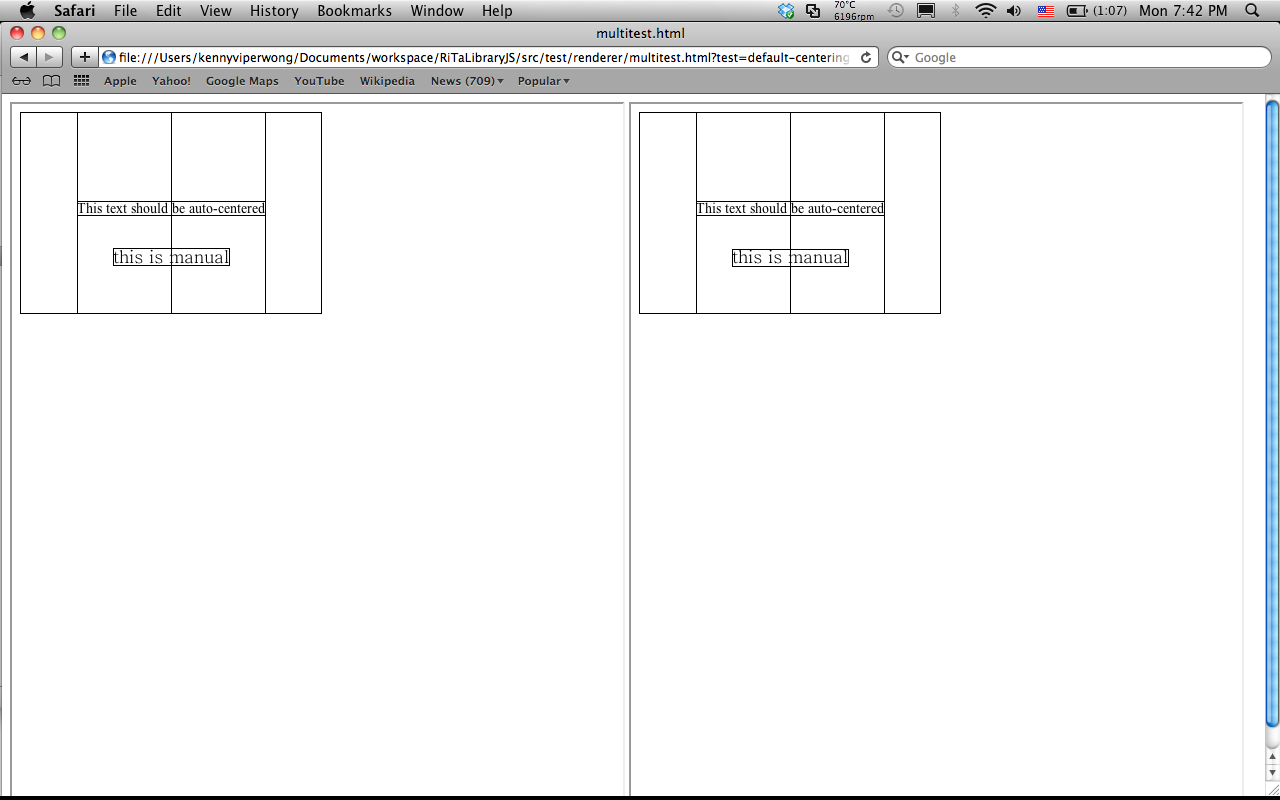 Safari File Edit View History Bookmarks Window Help 70°C 6196rpm (1:07) Mon 7:42 PM
multitest.html
file:///Users/kennyviperwong/Documents/workspace/RiTaLibraryJS/src/test/renderer/multitest.html?test=default-centering Google
Apple Yahoo! Google Maps YouTube Wikipedia News (709) Popular
This text should be auto-centered
this is manual
This text should be auto-centered
this is manual